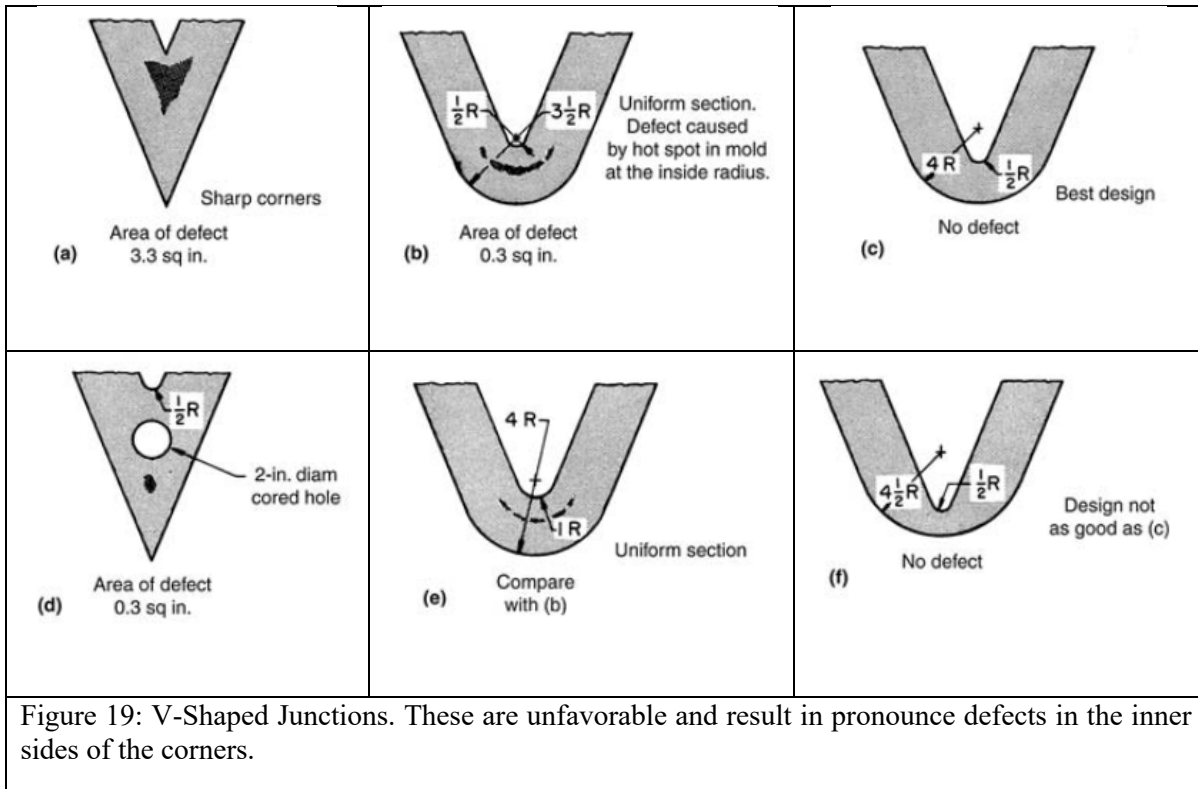 Sharp corners
Area of defect
3.3 sq in.
(a)
½R
3½R
Uniform section.
Defect caused
by hot spot in mold
at the inside radius.
Area of defect
0.3 sq in.
(b)
4 R
½R
Best design
No defect
(c)
½R
2-in. diam
cored hole
Area of defect
0.3 sq in.
(d)
4 R
1 R
Uniform section
Compare
with (b)
(e)
4½R
½R
Design not
as good as (c)
No defect
(f)
Figure 19: V-Shaped Junctions. These are unfavorable and result in pronounce defects in the inner
sides of the corners.